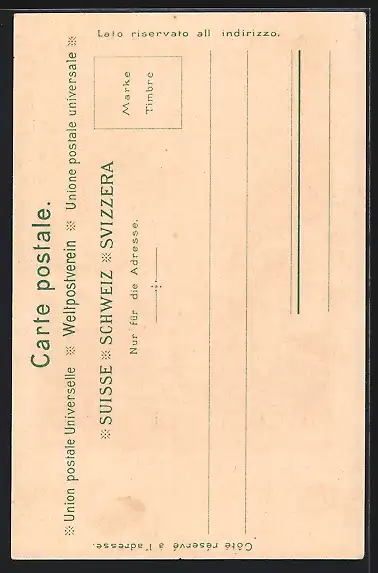 Carte postale.
※ Union postale Universelle ※ Weltpostverein ※ Unione postale universale ※
※ SUISSE ※ SCHWEIZ ※ SVIZZERA
Nur für die Adresse.
Marke
Timbre
Côté réservé à l'adresse.
Lato riservato all indirizzo.